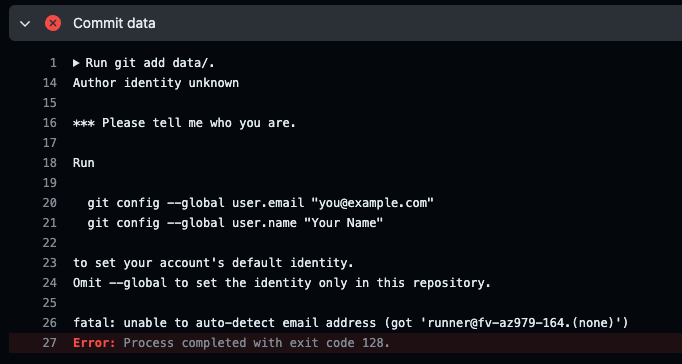 Commit data
1 ▶ Run git add data/.
14 Author identity unknown
15
16 *** Please tell me who you are.
17
18 Run
19
20 git config --global user.email "you@example.com"
21 git config --global user.name "Your Name"
22
23 to set your account's default identity.
24 Omit --global to set the identity only in this repository.
25
26 fatal: unable to auto-detect email address (got 'runner@fv-az979-164.(none)')
27 Error: Process completed with exit code 128.